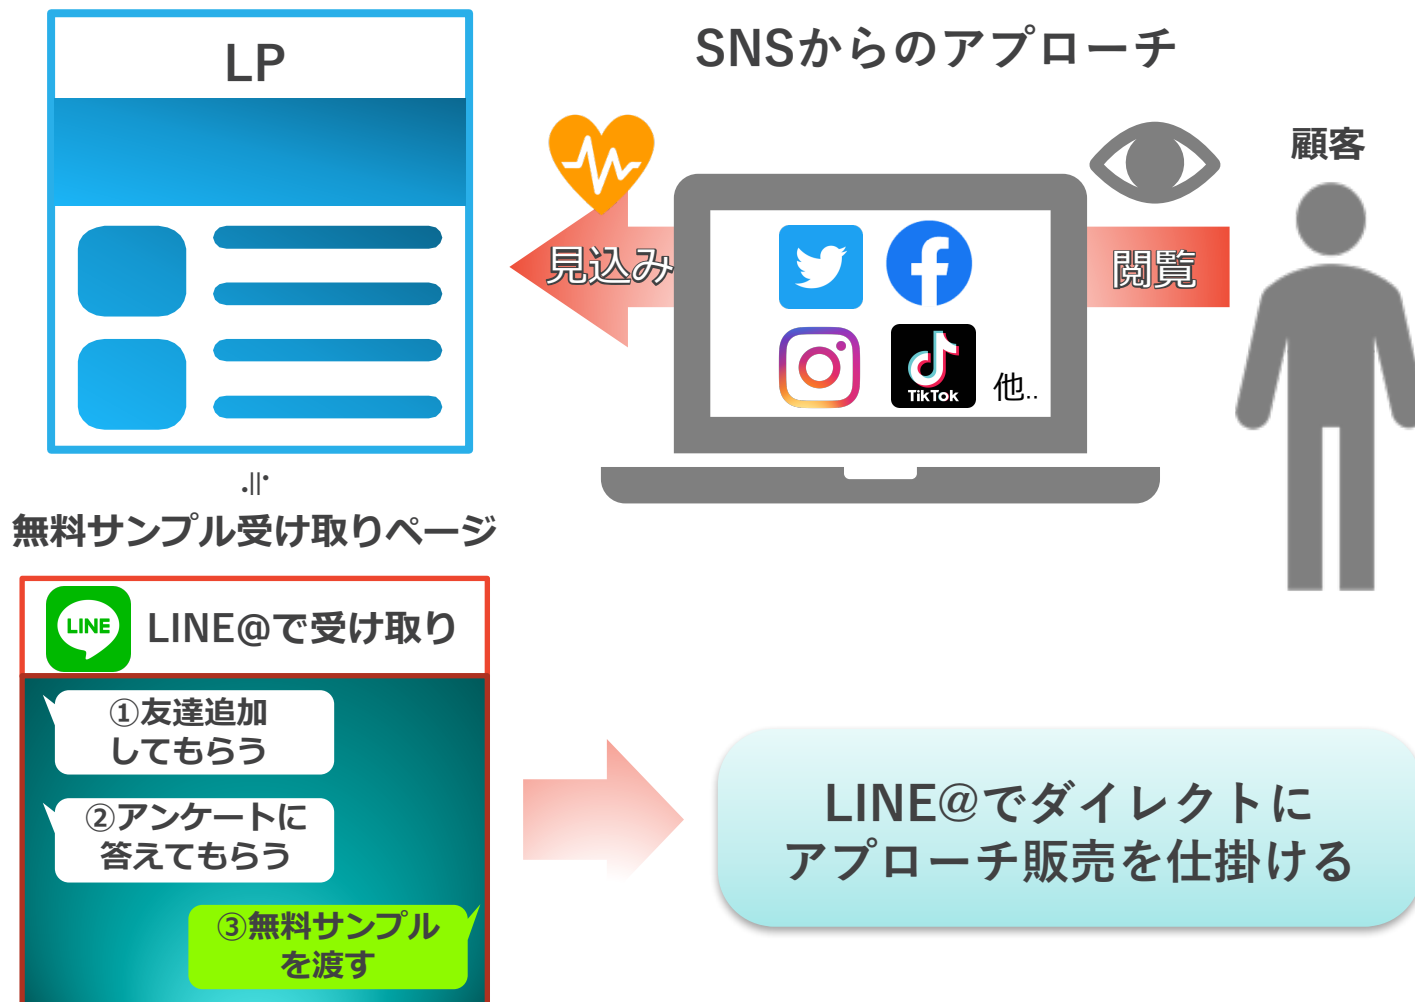 LP
SNSからのアプローチ
顧客
見込み
閲覧
TikTok
他..
無料サンプル受け取りページ
LINE
LINE@で受け取り
①友達追加
してもらう
②アンケートに
答えてもらう
③無料サンプル
を渡す
LINE@でダイレクトに
アプローチ販売を仕掛ける